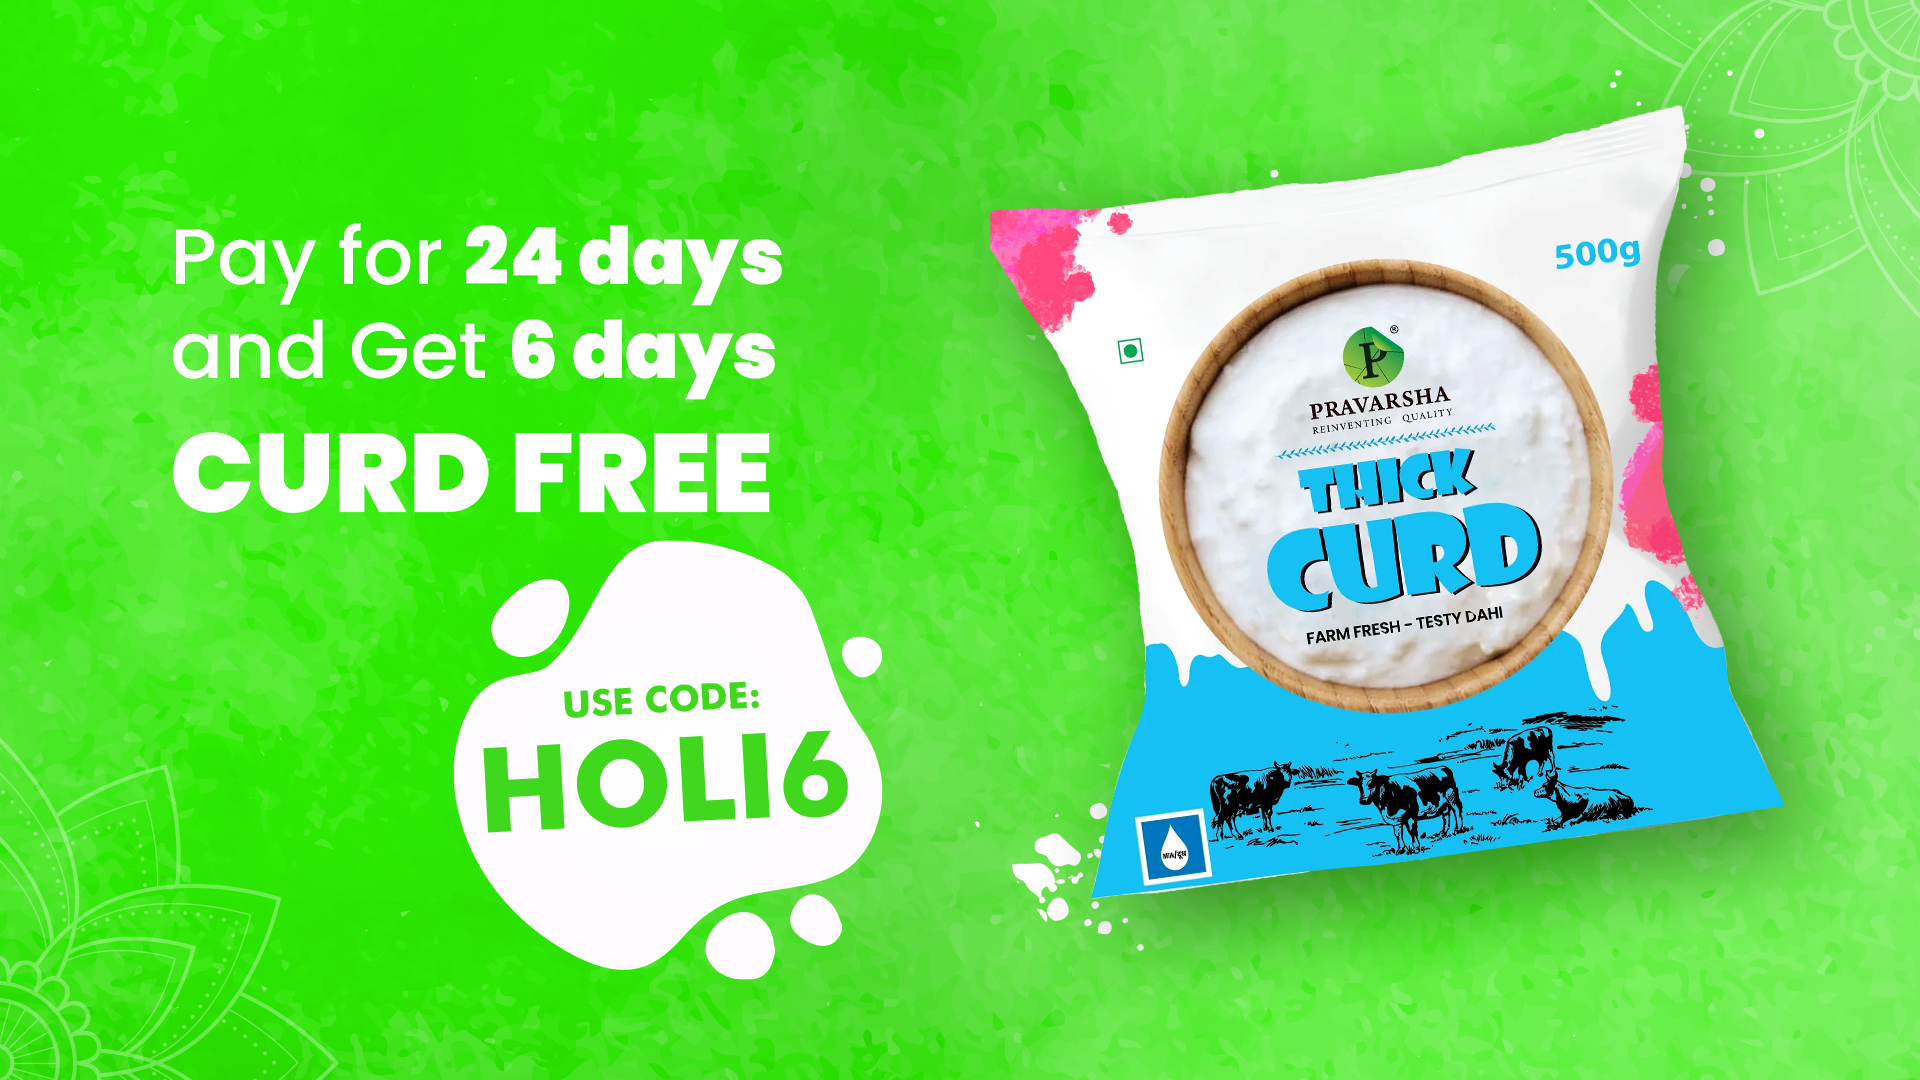 Pay for 24 days
and Get 6 days
CURD FREE
USE CODE:
HOLI6
500g
®
PRAVARSHA
REINVENTING QUALITY
THICK
CURD
FARM FRESH - TESTY DAHI